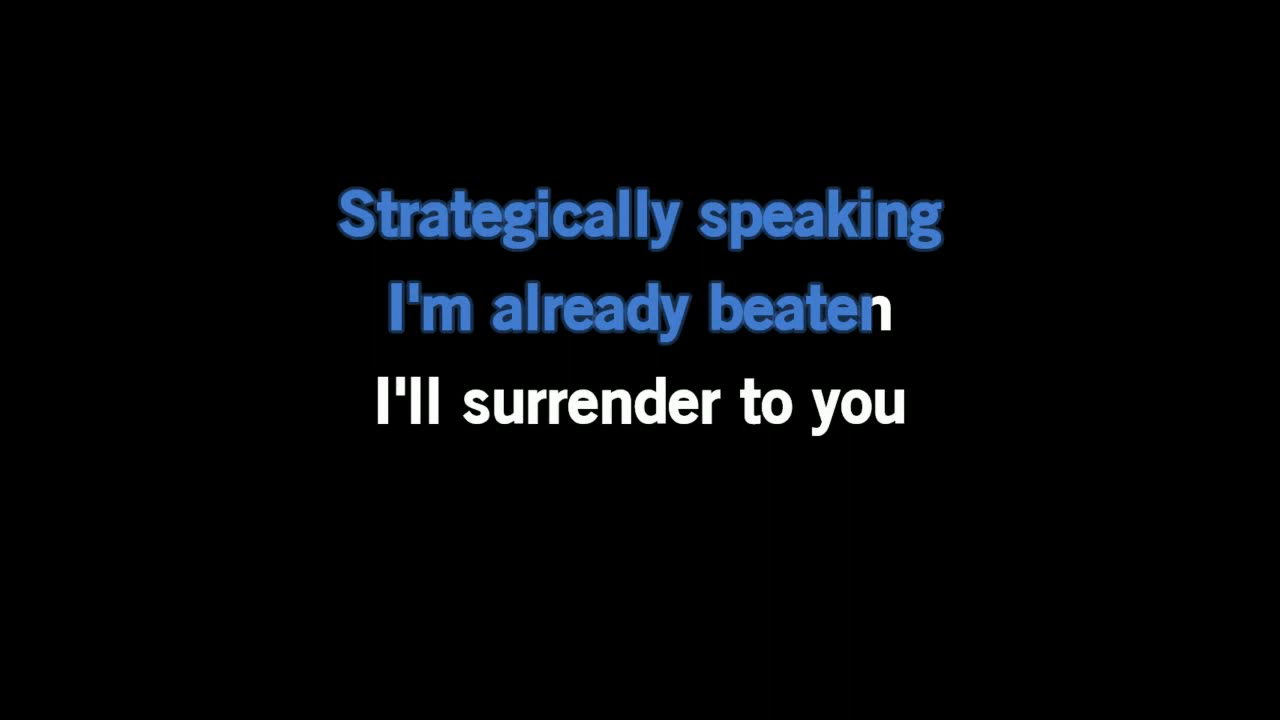 Strategically speaking
I'm already beaten
I'll surrender to you